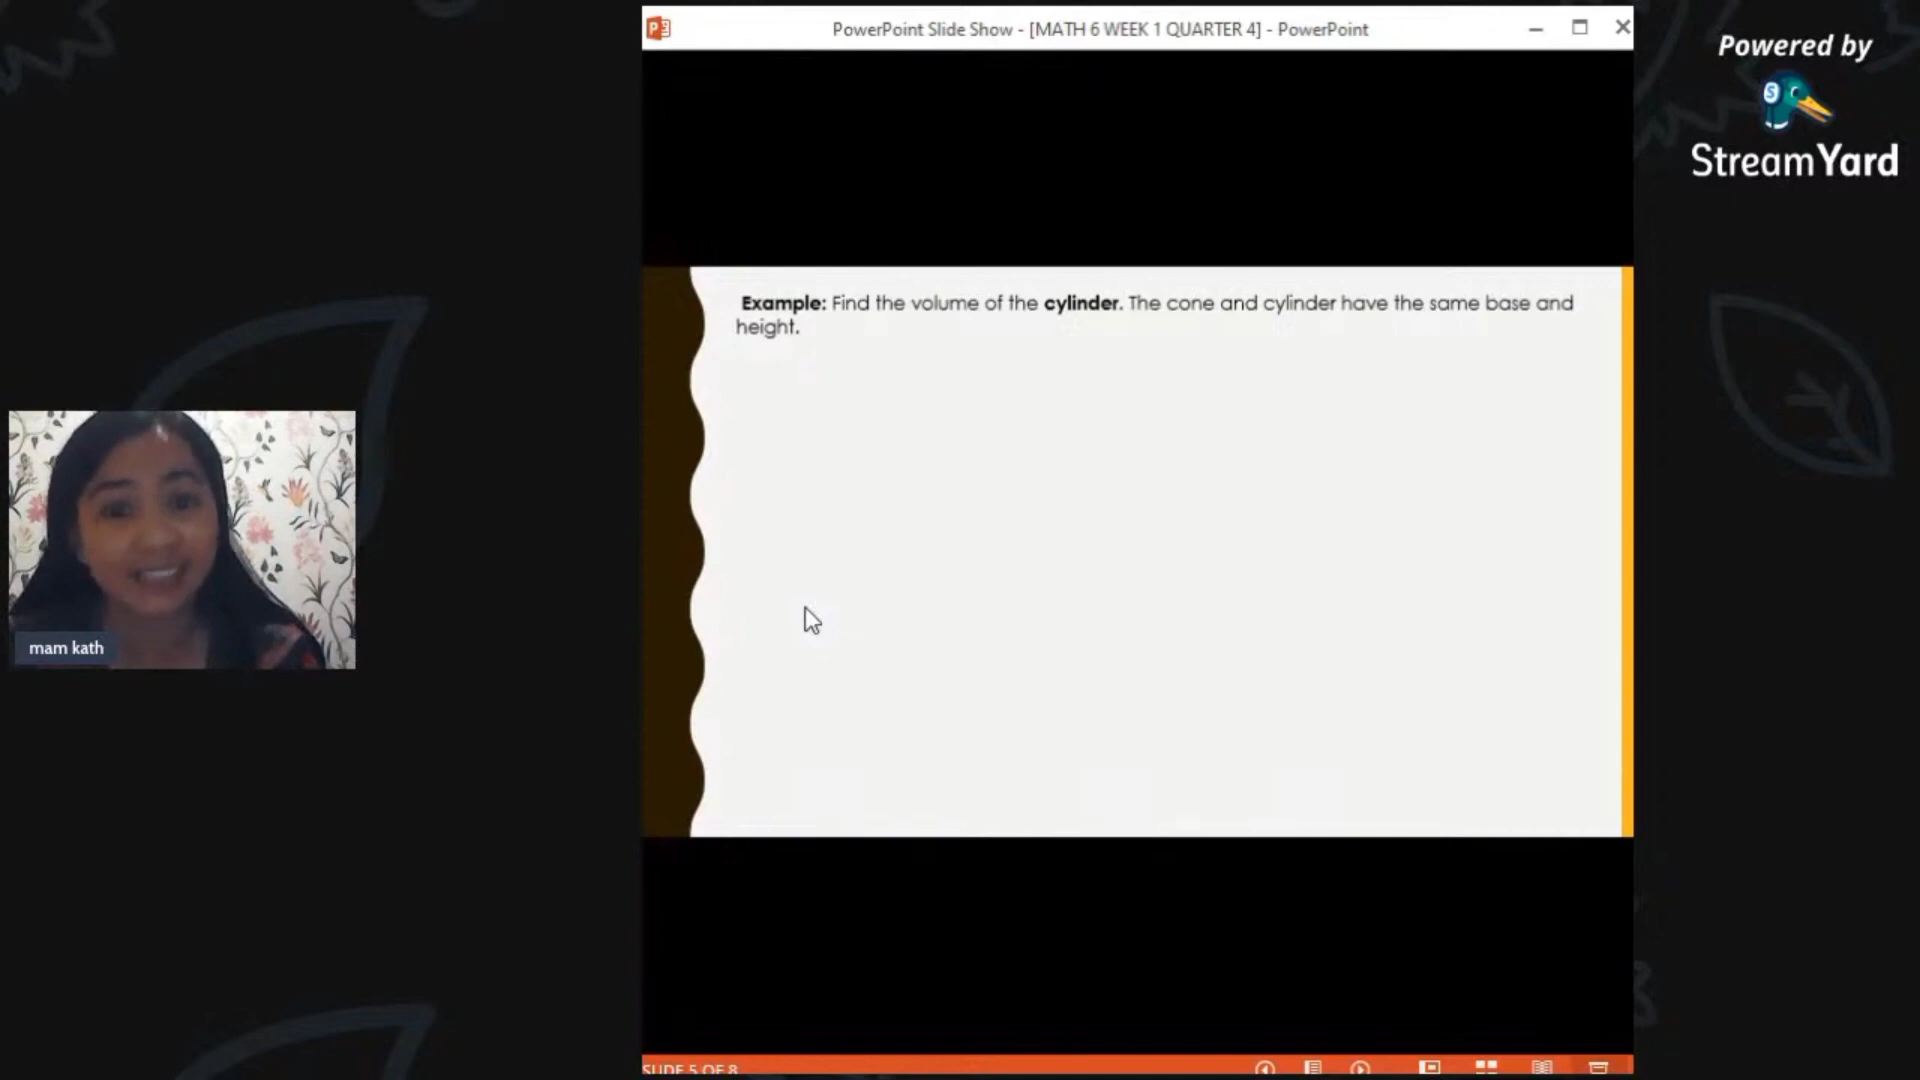 PowerPoint Slide Show - [MATH 6 WEEK 1 QUARTER 4] - PowerPoint
Powered by
StreamYard
Example: Find the volume of the cylinder. The cone and cylinder have the same base and
height.
mam kath
SLIDE 5 OF 8